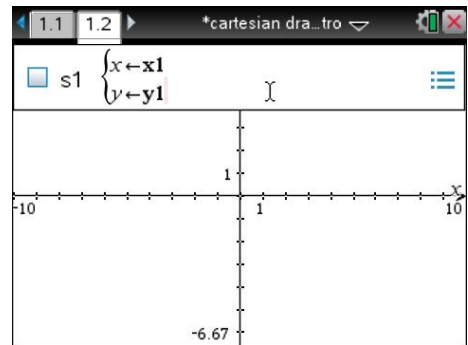 1.1 1.2 *cartesian dra...tro
s1 {x←x1
y←y1
1
x
-10 1 10
-6.67